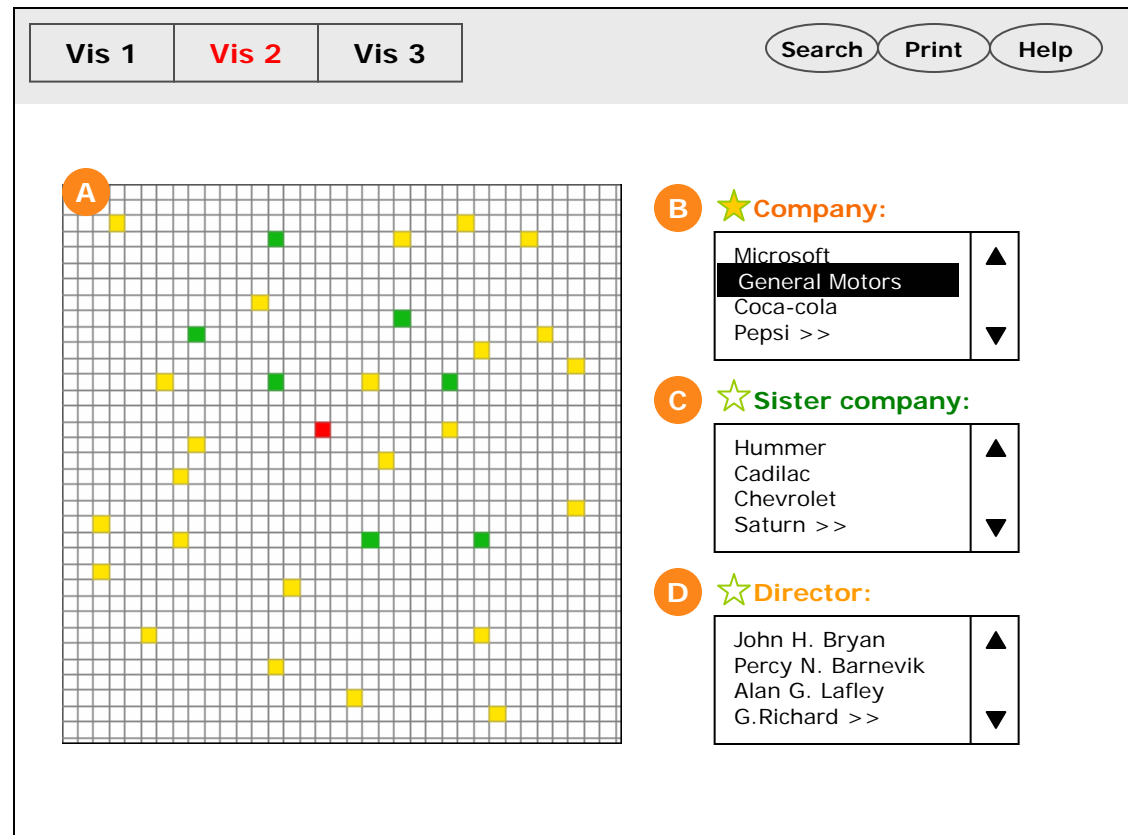 Vis 1
Vis 2
Vis 3
Search
Print
Help
A
B
Company:
Microsoft
General Motors
Coca-cola
Pepsi >>
C
Sister company:
Hummer
Cadilac
Chevrolet
Saturn >>
D
Director:
John H. Bryan
Percy N. Barnevik
Alan G. Lafley
G.Richard >>